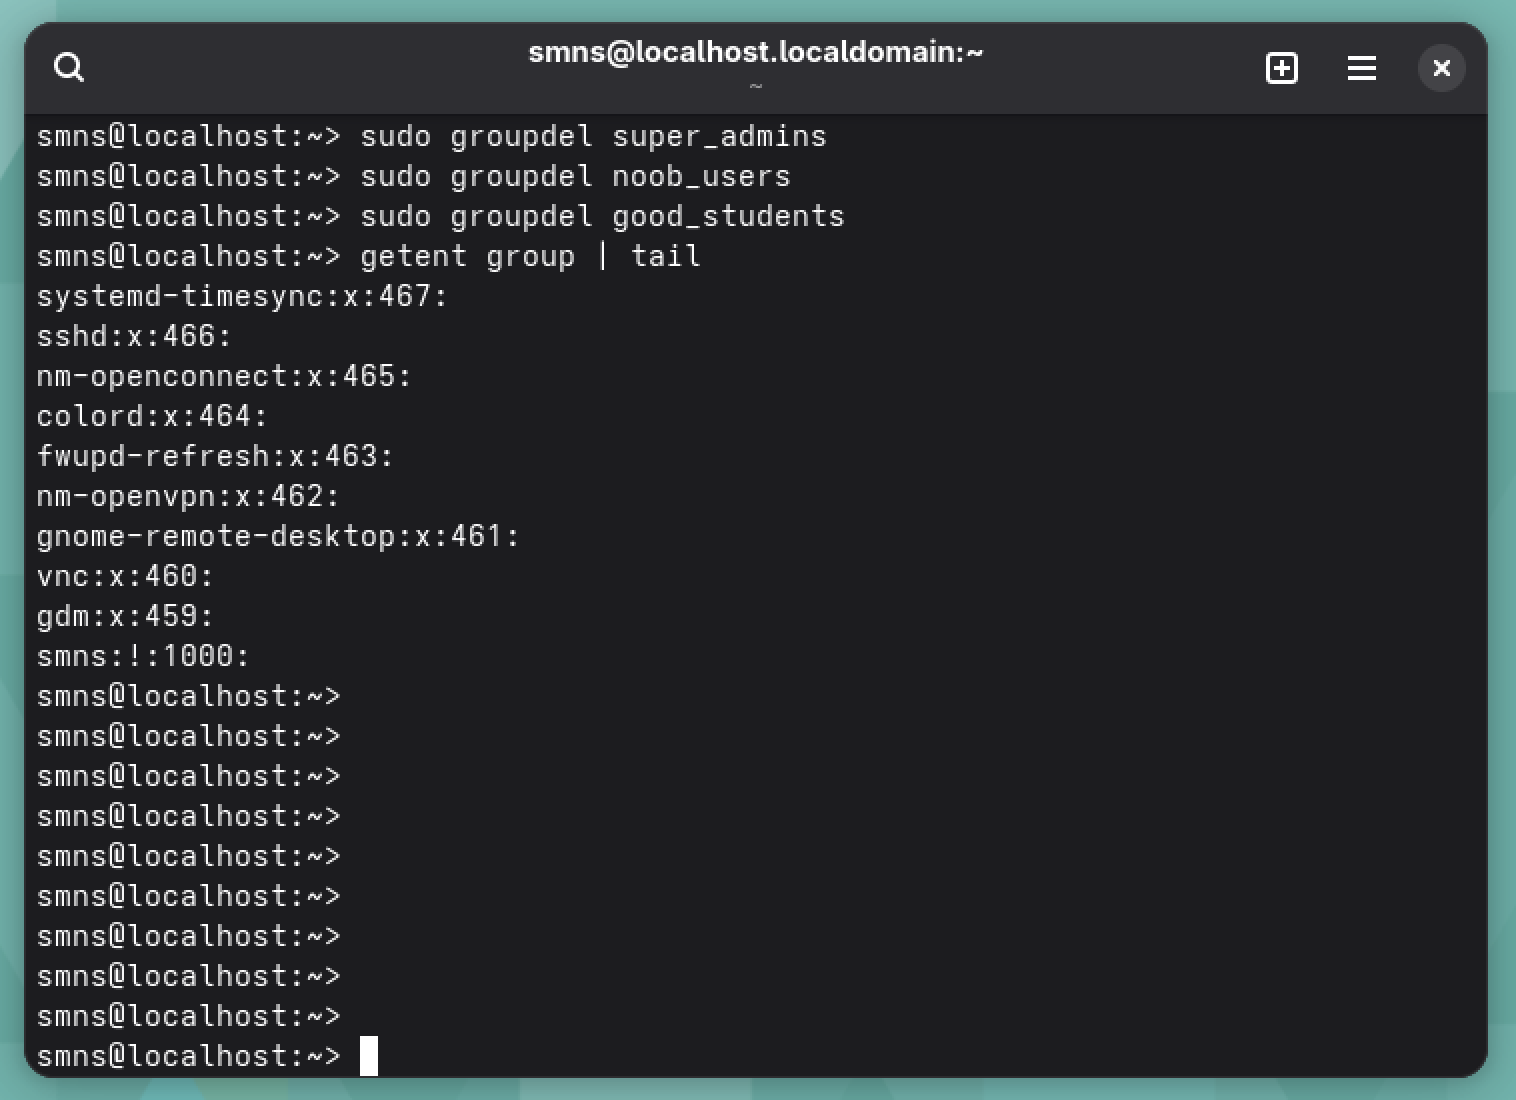 smns@localhost.localdomain:~
~
smns@localhost:~> sudo groupdel super_admins
smns@localhost:~> sudo groupdel noob_users
smns@localhost:~> sudo groupdel good_students
smns@localhost:~> getent group | tail
systemd-timesync:x:467:
sshd:x:466:
nm-openconnect:x:465:
colord:x:464:
fwupd-refresh:x:463:
nm-openvpn:x:462:
gnome-remote-desktop:x:461:
vnc:x:460:
gdm:x:459:
smns:!:1000:
smns@localhost:~>
smns@localhost:~>
smns@localhost:~>
smns@localhost:~>
smns@localhost:~>
smns@localhost:~>
smns@localhost:~>
smns@localhost:~>
smns@localhost:~>
smns@localhost:~>